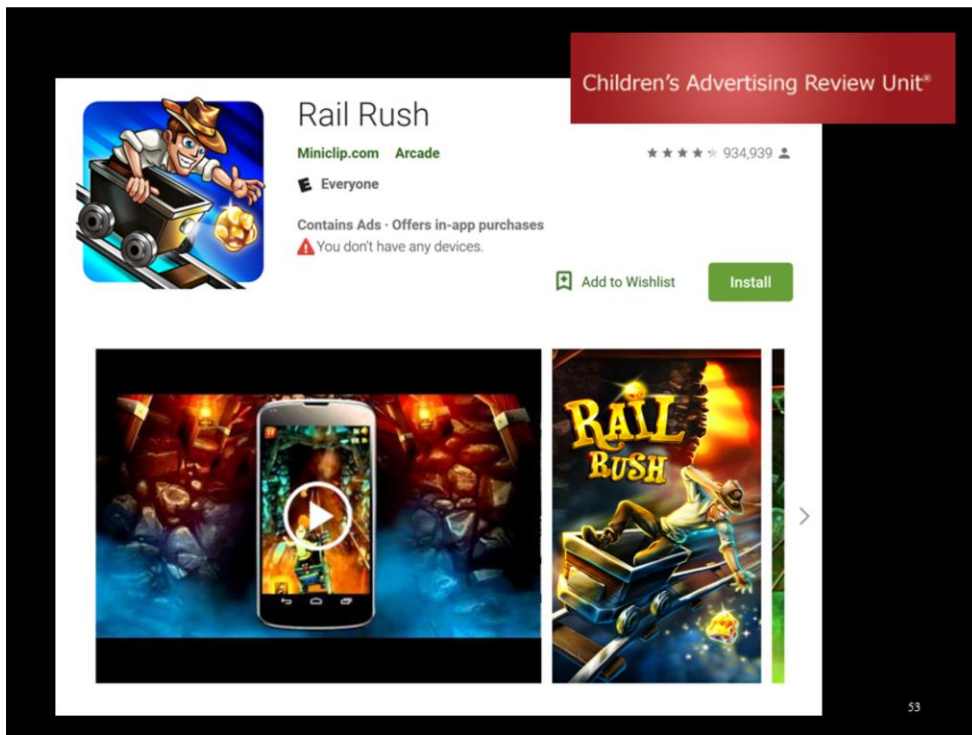 Children's Advertising Review Unit®
Rail Rush
Miniclip.com Arcade
934,939
E Everyone
Contains Ads · Offers in-app purchases
You don't have any devices.
Add to Wishlist
Install
RAIL
RUSH
53